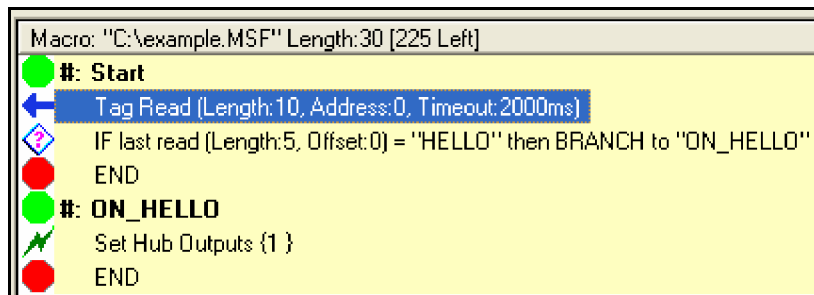 Macro: "C:\example.MSF" Length:30 [225 Left]
#: Start
Tag Read (Length:10, Address:0, Timeout:2000ms)
? IF last read (Length:5, Offset:0) = "HELLO" then BRANCH to "ON_HELLO"
END
#: ON_HELLO
Set Hub Outputs {1 }
END